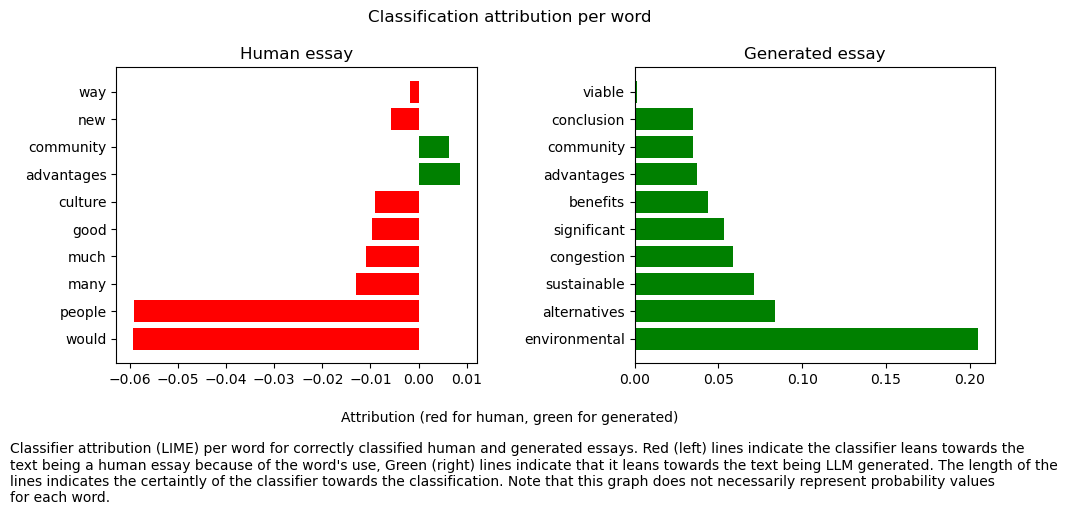 Classification attribution per word
Human essay
way
new
community
advantages
culture
good
much
many
people
would
−0.06 −0.05 −0.04 −0.03 −0.02 −0.01 0.00 0.01
Generated essay
viable
conclusion
community
advantages
benefits
significant
congestion
sustainable
alternatives
environmental
0.00 0.05 0.10 0.15 0.20
Attribution (red for human, green for generated)
Classifier attribution (LIME) per word for correctly classified human and generated essays. Red (left) lines indicate the classifier leans towards the
text being a human essay because of the word's use, Green (right) lines indicate that it leans towards the text being LLM generated. The length of the
lines indicates the certaintly of the classifier towards the classification. Note that this graph does not necessarily represent probability values
for each word.